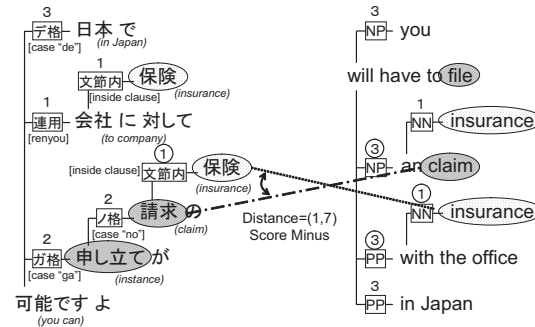 3
デ格 日本 で
[case "de"] (in Japan)
1
文節内 保険
[inside clause] (insurance)
1
連用 会社 に 対して
[renyou] (to company)
1
[inside clause] 文節内 保険
(insurance)
2
ノ格 請求 の
[case "no"] (claim)
2
ガ格 申し立て が
[case "ga"] (instance)
可能です よ
(you can)
Distance=(1,7)
Score Minus
3
NP you
will have to file
1
NN insurance
3
NP an claim
1
NN insurance
3
PP with the office
3
PP in Japan